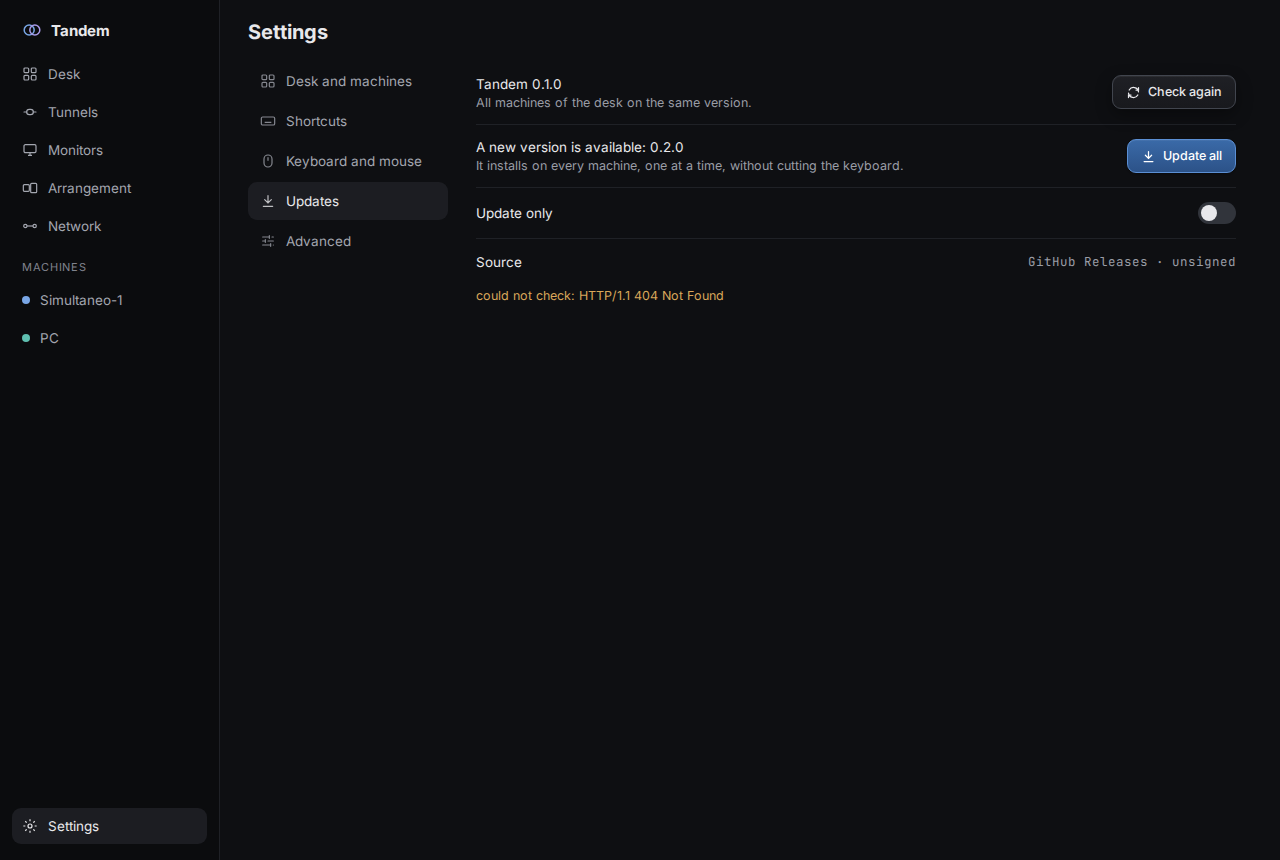 Tandem
Desk
Tunnels
Monitors
Arrangement
Network
MACHINES
Simultaneo-1
PC
Settings
Settings
Desk and machines
Shortcuts
Keyboard and mouse
Updates
Advanced
Tandem 0.1.0
All machines of the desk on the same version.
Check again
A new version is available: 0.2.0
It installs on every machine, one at a time, without cutting the keyboard.
Update all
Update only
Source
GitHub Releases · unsigned
could not check: HTTP/1.1 404 Not Found